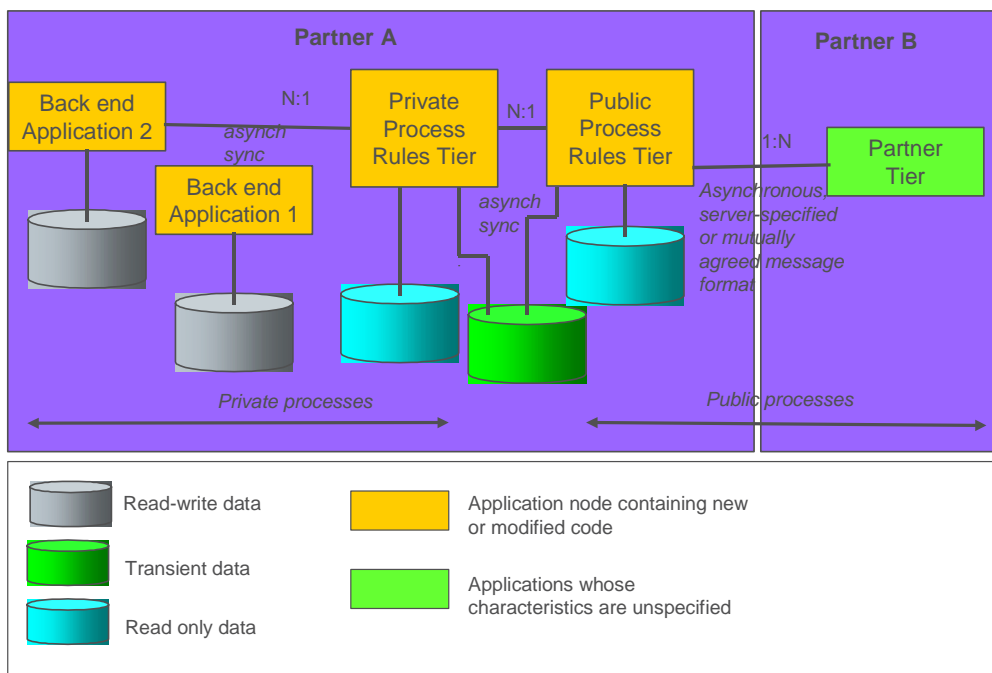 Partner A
Partner B
Back end
Application 2
N:1
asynch
sync
Back end
Application 1
Private
Process
Rules Tier
N:1
asynch
sync
Public
Process
Rules Tier
1:N
Partner
Tier
Asynchronous,
server-specified
or mutually
agreed message
format
Private processes
Public processes
Read-write data
Transient data
Read only data
Application node containing new
or modified code
Applications whose
characteristics are unspecified